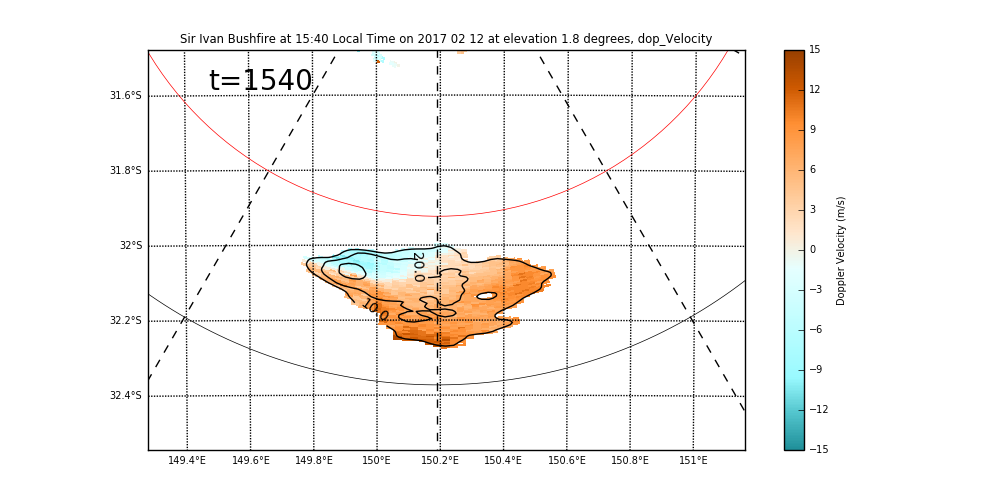 Sir Ivan Bushfire at 15:40 Local Time on 2017 02 12 at elevation 1.8 degrees, dop_Velocity
t=1540
31.6°S
31.8°S
32°S
32.2°S
32.4°S
20.0
10.0
149.4°E 149.6°E 149.8°E 150°E 150.2°E 150.4°E 150.6°E 150.8°E 151°E
15
12
9
6
3
0
−3
−6
−9
−12
−15
Doppler Velocity (m/s)